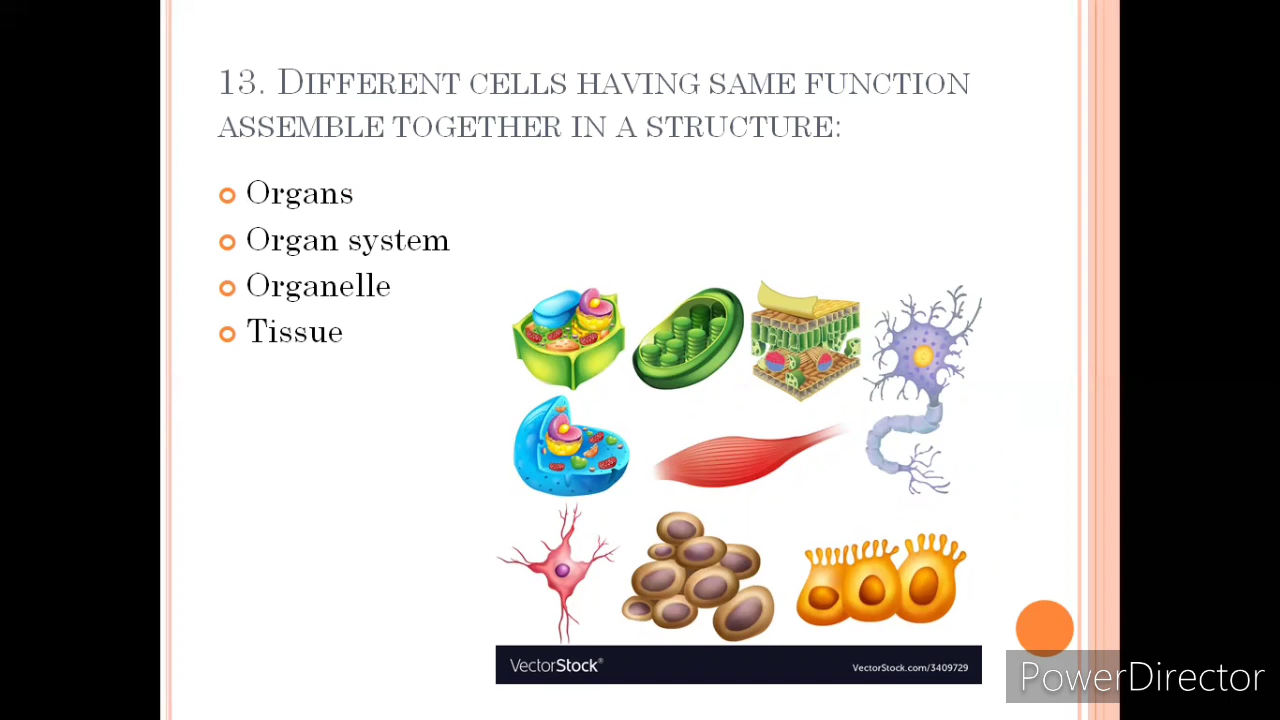 13. DIFFERENT CELLS HAVING SAME FUNCTION
ASSEMBLE TOGETHER IN A STRUCTURE:
Organs
Organ system
Organelle
Tissue
VectorStock®
VectorStock.com/3409729
PowerDirector